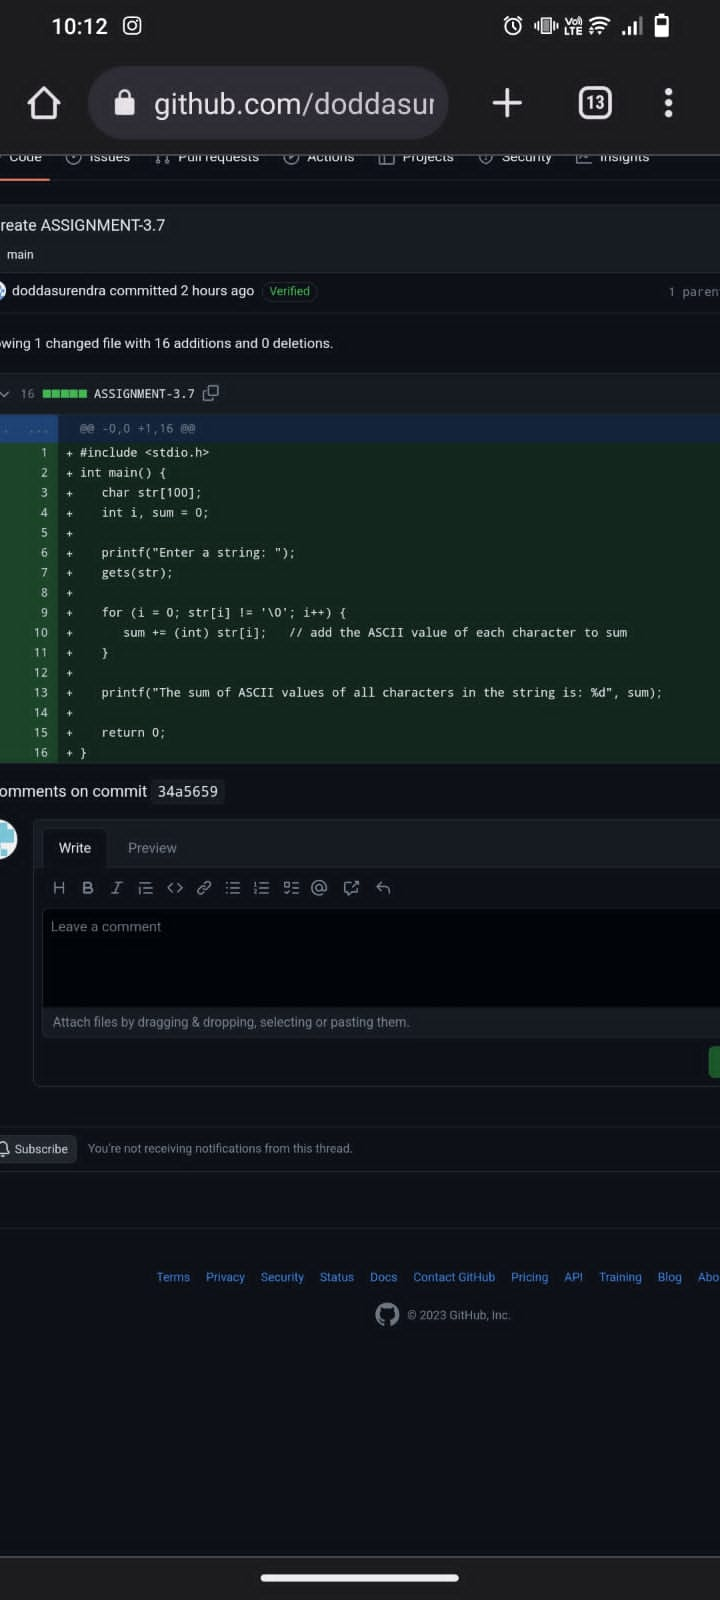 10:12
Vo) LTE
github.com/doddasur
13
Code Issues Pull requests Actions Projects Security Insights
reate ASSIGNMENT-3.7
main
doddasurendra committed 2 hours ago Verified
1 paren
owing 1 changed file with 16 additions and 0 deletions.
16 ASSIGNMENT-3.7
... @@ -0,0 +1,16 @@
1 + #include <stdio.h>
2 + int main() {
3 + char str[100];
4 + int i, sum = 0;
5 +
6 + printf("Enter a string: ");
7 + gets(str);
8 +
9 + for (i = 0; str[i] != '\0'; i++) {
10 + sum += (int) str[i]; // add the ASCII value of each character to sum
11 + }
12 +
13 + printf("The sum of ASCII values of all characters in the string is: %d", sum);
14 +
15 + return 0;
16 + }
omments on commit 34a5659
Write Preview
H B I <> @
Leave a comment
Attach files by dragging & dropping, selecting or pasting them.
Subscribe You're not receiving notifications from this thread.
Terms Privacy Security Status Docs Contact GitHub Pricing API Training Blog Abo
© 2023 GitHub, Inc.